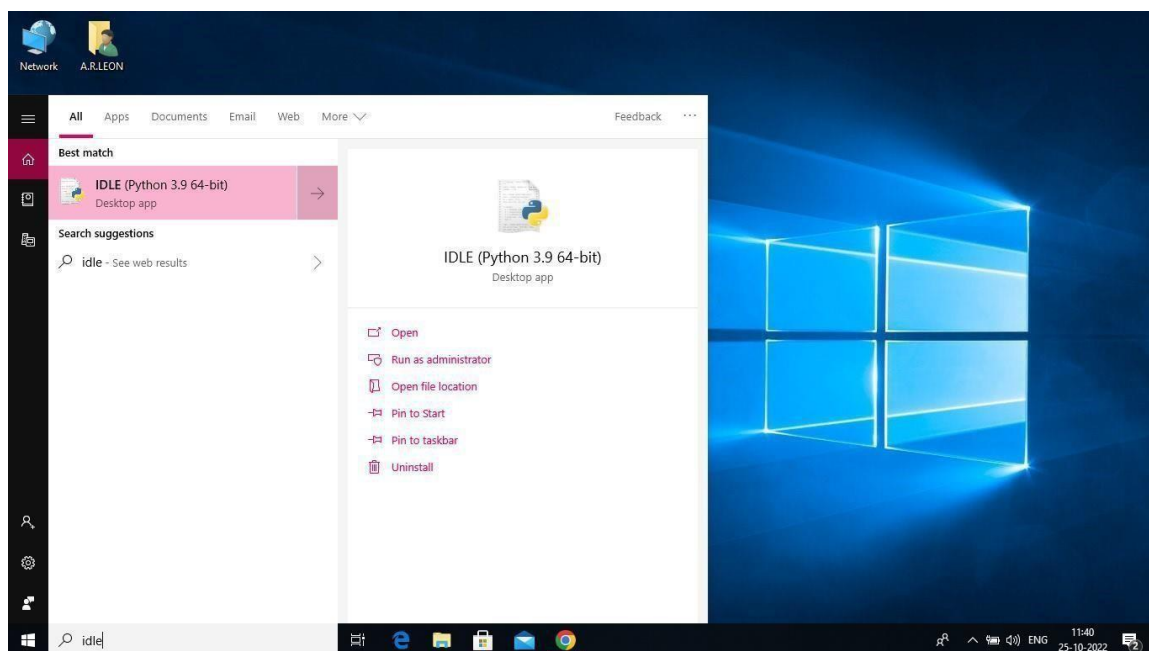 Network
A.R.LEON
All Apps Documents Email Web More
Feedback ...
Best match
IDLE (Python 3.9 64-bit)
Desktop app
Search suggestions
idle - See web results
IDLE (Python 3.9 64-bit)
Desktop app
Open
Run as administrator
Open file location
Pin to Start
Pin to taskbar
Uninstall
idle
ENG
11:40
25-10-2022
2